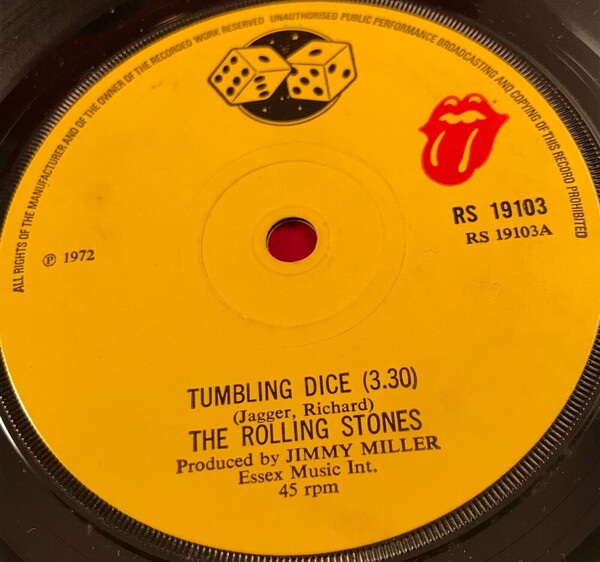 ALL RIGHTS OF THE MANUFACTURER AND OF THE OWNER OF THE RECORDED WORK RESERVED UNAUTHORISED PUBLIC PERFORMANCE BROADCASTING AND COPYING OF THIS RECORD PROHIBITED
RS 19103
RS 19103A
℗ 1972
TUMBLING DICE (3.30)
(Jagger, Richard)
THE ROLLING STONES
Produced by JIMMY MILLER
Essex Music Int.
45 rpm